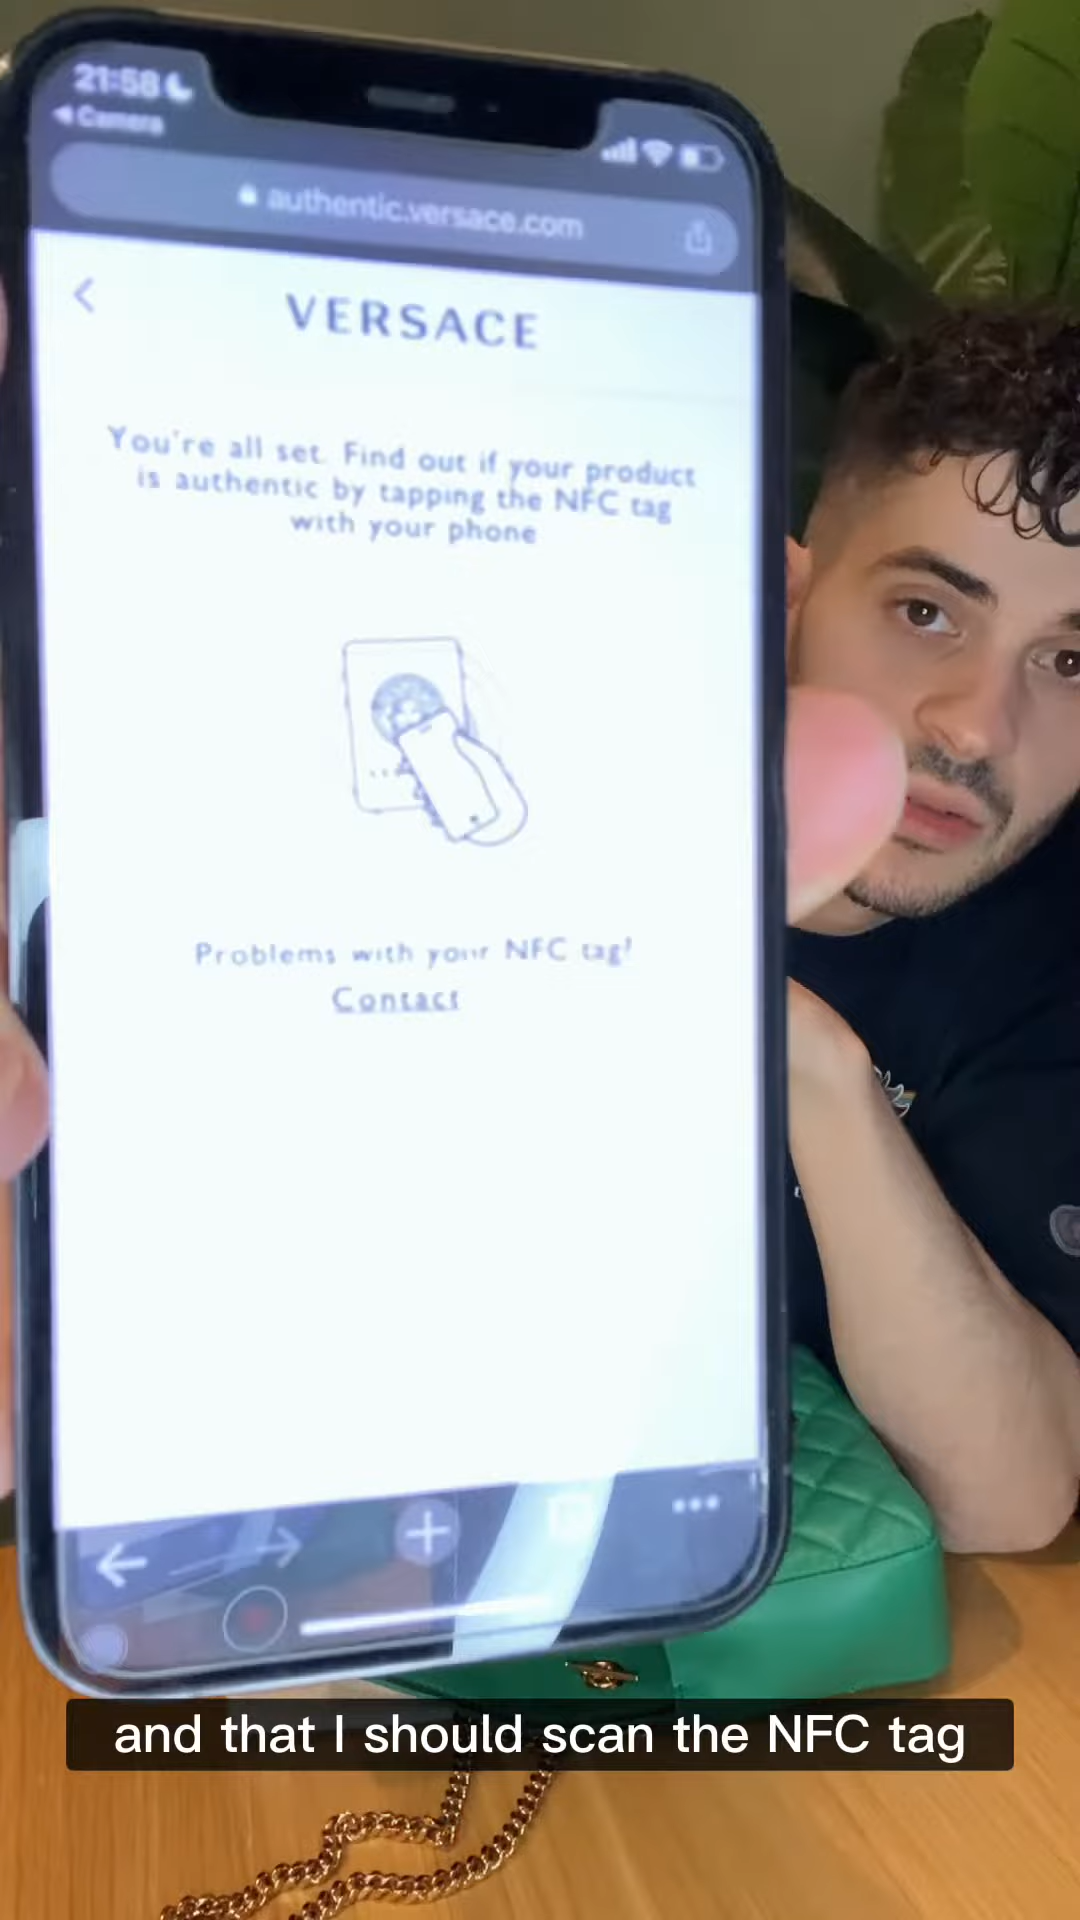 21:58
Camera
authentic.versace.com
VERSACE
You're all set. Find out if your product
is authentic by tapping the NFC tag
with your phone
Problems with your NFC tag?
Contact
and that I should scan the NFC tag